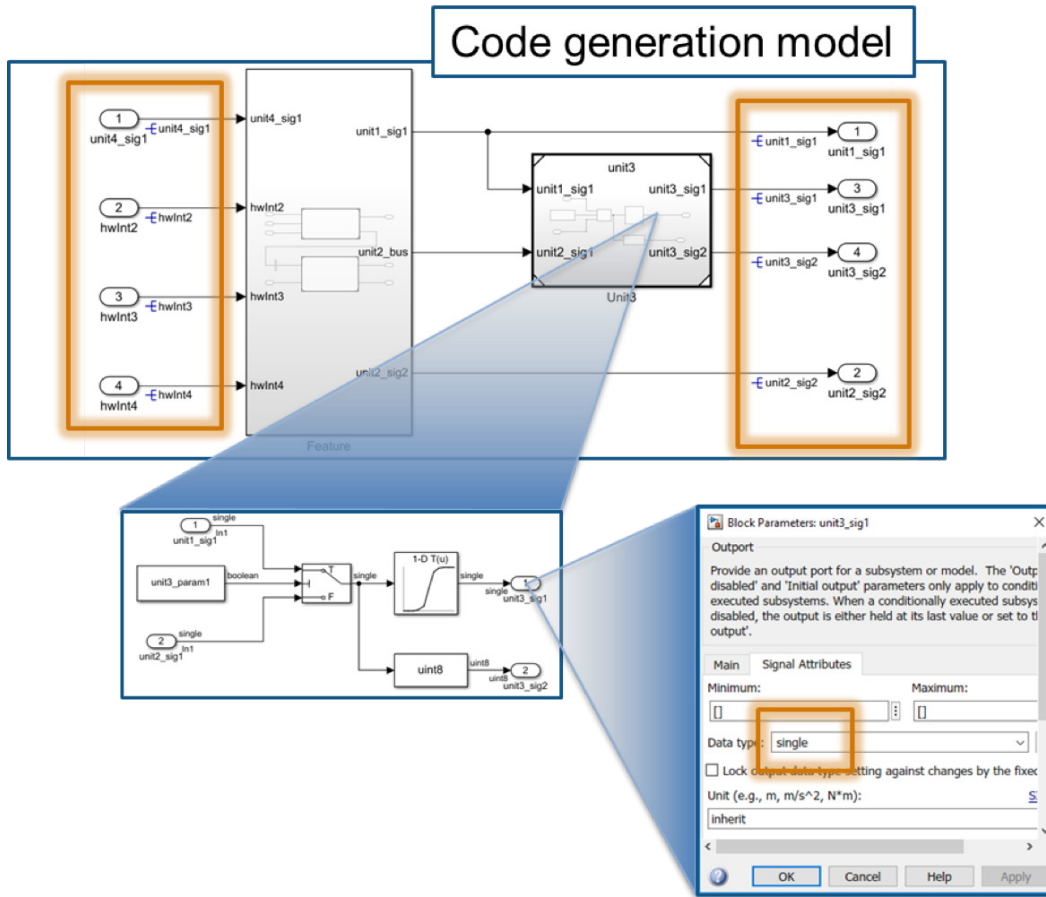 Code generation model
1
unit4_sig1
unit4_sig1
2
hwInt2
hwInt2
3
hwInt3
hwInt3
4
hwInt4
hwInt4
unit4_sig1
hwInt2
hwInt3
hwInt4
unit1_sig1
unit2_bus
unit2_sig2
Feature
unit3
unit1_sig1
unit2_sig1
unit3_sig1
unit3_sig2
Unit3
unit1_sig1
1
unit1_sig1
unit3_sig1
3
unit3_sig1
unit3_sig2
4
unit3_sig2
unit2_sig2
2
unit2_sig2
1
single
In1
unit1_sig1
unit3_param1
boolean
2
single
In1
unit2_sig1
T
F
single
1-D T(u)
single
single
1
unit3_sig1
uint8
uint8
uint8
2
unit3_sig2
Block Parameters: unit3_sig1
Outport
Provide an output port for a subsystem or model. The 'Outp
disabled' and 'Initial output' parameters only apply to conditi
executed subsystems. When a conditionally executed subsys
disabled, the output is either held at its last value or set to th
output'.
Main
Signal Attributes
Minimum:
Maximum:
[]
[]
Data type:
single
Lock output data type setting against changes by the fixed
Unit (e.g., m, m/s^2, N*m):
inherit
OK
Cancel
Help
Apply